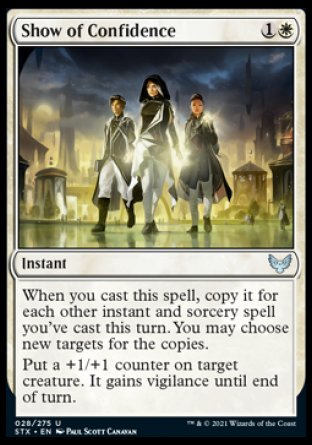 Show of Confidence 1
Instant
When you cast this spell, copy it for
each other instant and sorcery spell
you've cast this turn. You may choose
new targets for the copies.
Put a +1/+1 counter on target
creature. It gains vigilance until end
of turn.
028/275 U
STX • EN Paul Scott Canavan
™ & © 2021 Wizards of the Coast